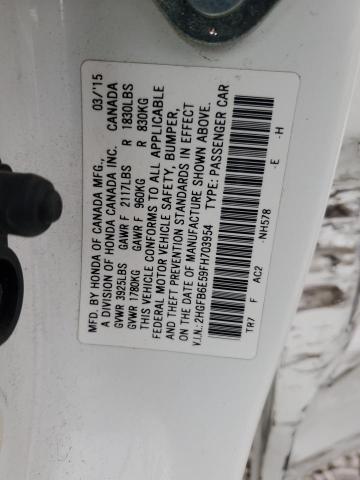 MFD. BY HONDA OF CANADA MFG., 03/'15
A DIVISION OF HONDA CANADA INC. CANADA
GVWR 3925LBS GAWR F 2117LBS R 1830LBS
GVWR 1780KG GAWR F 960KG R 830KG
THIS VEHICLE CONFORMS TO ALL APPLICABLE
FEDERAL MOTOR VEHICLE SAFETY, BUMPER,
AND THEFT PREVENTION STANDARDS IN EFFECT
ON THE DATE OF MANUFACTURE SHOWN ABOVE.
V.I.N.: 2HGFB6E59FH703954 TYPE: PASSENGER CAR
TR7 F AC2 -NH578 -E -H